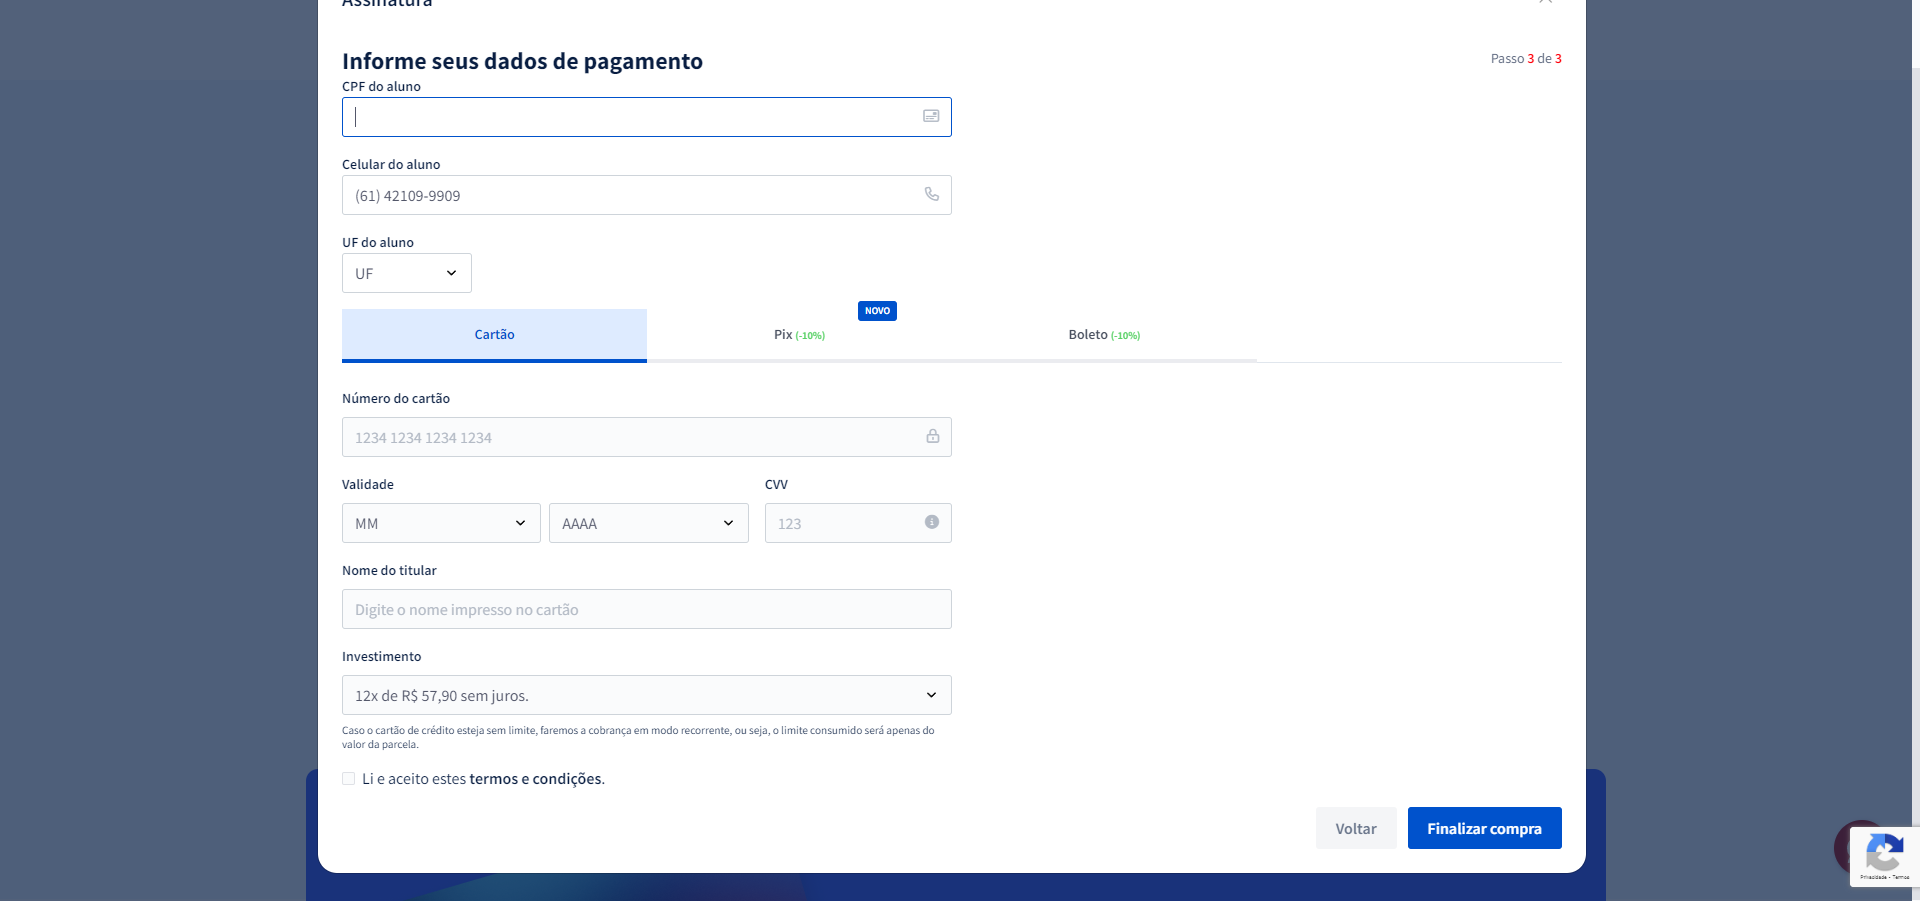 Assinatura
Informe seus dados de pagamento
Passo 3 de 3
CPF do aluno
Celular do aluno
(61) 42109-9909
UF do aluno
UF
NOVO
Cartão
Pix (-10%)
Boleto (-10%)
Número do cartão
1234 1234 1234 1234
Validade
CVV
MM
AAAA
123
Nome do titular
Digite o nome impresso no cartão
Investimento
12x de R$ 57,90 sem juros.
Caso o cartão de crédito esteja sem limite, faremos a cobrança em modo recorrente, ou seja, o limite consumido será apenas do
valor da parcela.
Li e aceito estes termos e condições.
Voltar
Finalizar compra
Privacidade - Termos